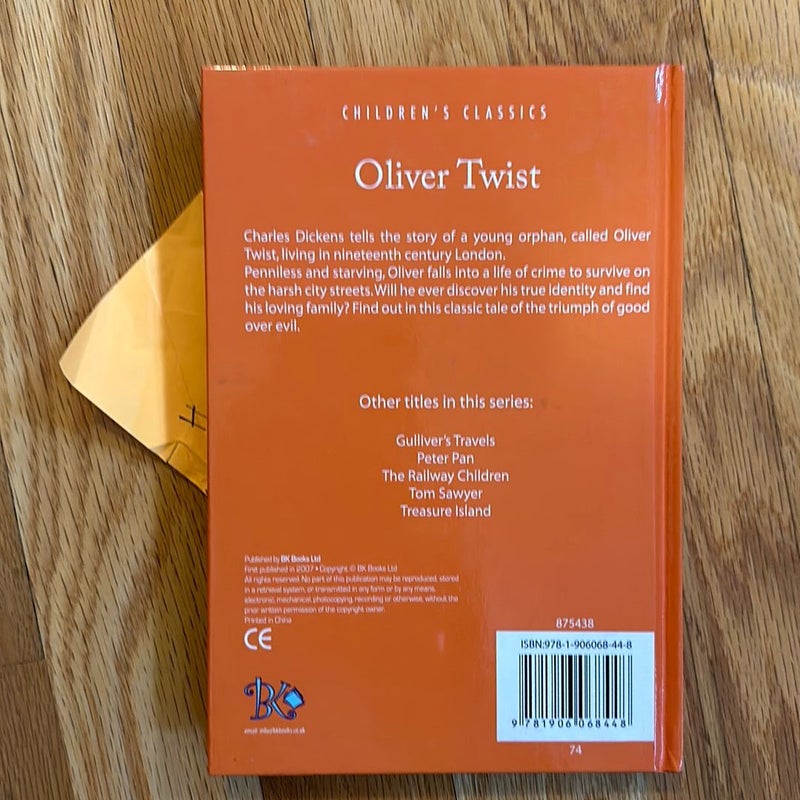 CHILDREN'S CLASSICS
Oliver Twist
Charles Dickens tells the story of a young orphan, called Oliver
Twist, living in nineteenth century London.
Penniless and starving, Oliver falls into a life of crime to survive on
the harsh city streets. Will he ever discover his true identity and find
his loving family? Find out in this classic tale of the triumph of good
over evil.
Other titles in this series:
Gulliver's Travels
Peter Pan
The Railway Children
Tom Sawyer
Treasure Island
Published by BK Books Ltd
First published in 2007 • Copyright © BK Books Ltd
All rights reserved. No part of this publication may be reproduced, stored
in a retrieval system, or transmitted in any form or by any means,
electronic, mechanical, photocopying, recording or otherwise, without the
prior written permission of the copyright owner.
Printed in China
CE
BK
email: info@bkbooks.co.uk
875438
ISBN:978-1-906068-44-8
9 781906 068448
74
#